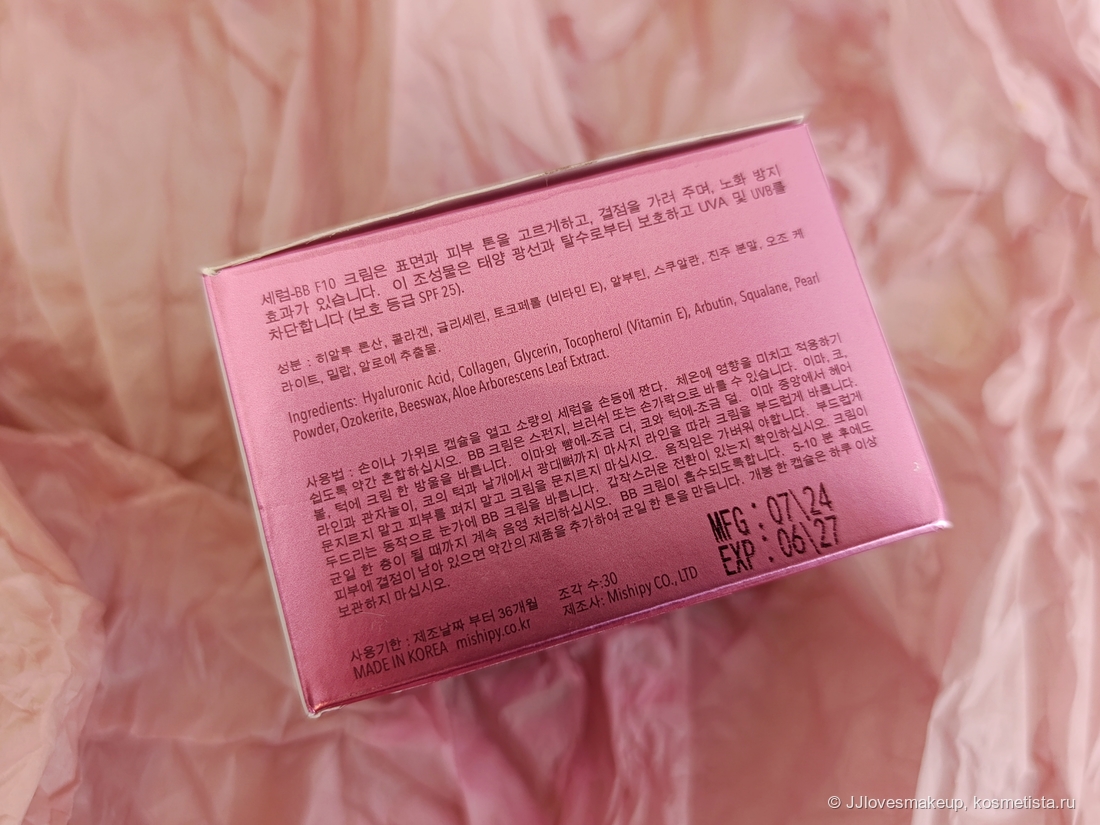 세럼-BB F10 크림은 표면과 피부 톤을 고르게하고, 결점을 가려 주며, 노화 방지
효과가 있습니다. 이 조성물은 태양 광선과 탈수로부터 보호하고 UVA 및 UVB를
차단합니다 (보호 등급 SPF 25).
성분 : 히알루 론산, 콜라겐, 글리세린, 토코페롤 (비타민 E), 알부틴, 스쿠알란, 진주 분말, 오조 케
라이트, 밀랍, 알로에 추출물.
Ingredients: Hyaluronic Acid, Collagen, Glycerin, Tocopherol (Vitamin E), Arbutin, Squalane, Pearl
Powder, Ozokerite, Beeswax, Aloe Arborescens Leaf Extract.
사용법 : 손이나 가위로 캡슐을 열고 소량의 세럼을 손등에 짠다. 체온에 영향을 미치고 적용하기
쉽도록 약간 혼합하십시오. BB 크림은 스펀지, 브러쉬 또는 손가락으로 바를 수 있습니다. 이마, 코,
볼, 턱에 크림 한 방울을 바릅니다. 이마와 뺨에-조금 더, 코와 턱에-조금 덜. 이마 중앙에서 헤어
라인과 관자놀이, 코의 턱과 날개에서 광대뼈까지 마사지 라인을 따라 크림을 부드럽게 바릅니다.
문지르지 말고 피부를 펴지 말고 크림을 문지르지 마십시오. 움직임은 가벼워 야합니다. 부드럽게
두드리는 동작으로 눈가에 BB 크림을 바릅니다. 갑작스러운 전환이 있는지 확인하십시오. 크림이
균일 한 층이 될 때까지 계속 음영 처리하십시오. BB 크림이 흡수되도록합니다. 5-10 분 후에도
피부에 결점이 남아 있으면 약간의 제품을 추가하여 균일 한 톤을 만듭니다. 개봉 한 캡슐은 하루 이상
보관하지 마십시오.
MFG : 07\24
EXP : 06\27
사용기한 : 제조날짜 부터 36개월 조각 수:30
MADE IN KOREA mishipy.co.kr 제조사: Mishipy CO., LTD
© JJlovesmakeup, kosmetista.ru